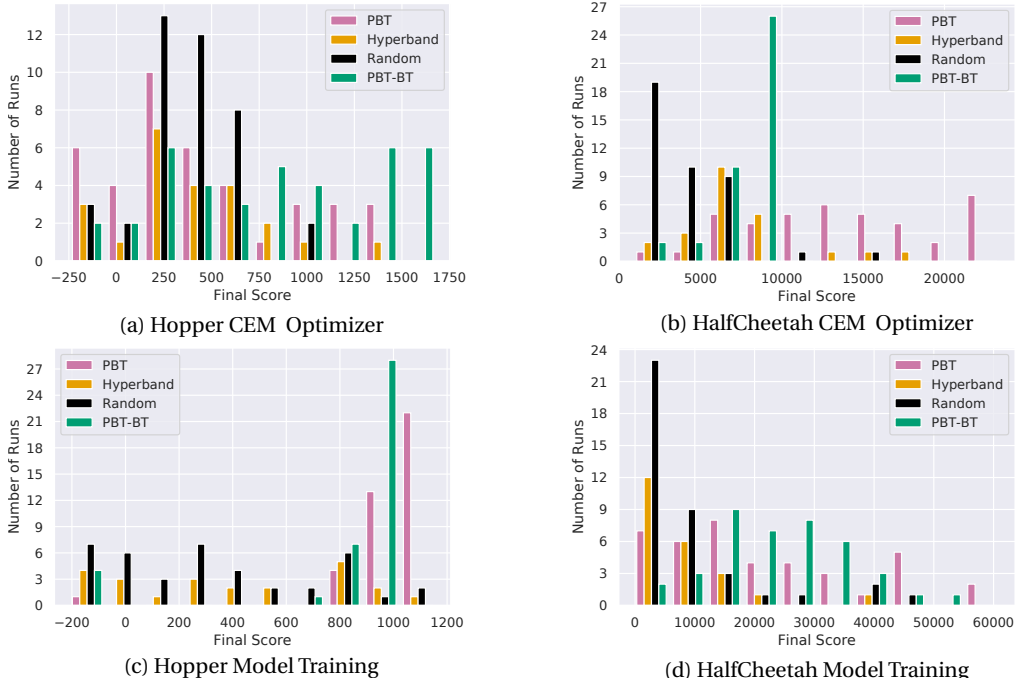 12
10
8
6
4
2
0
Number of Runs
PBT
Hyperband
Random
PBT-BT
−250 0 250 500 750 1000 1250 1500 1750
Final Score
(a) Hopper CEM Optimizer
27
24
21
18
15
12
9
6
3
0
Number of Runs
PBT
Hyperband
Random
PBT-BT
0 5000 10000 15000 20000
Final Score
(b) HalfCheetah CEM Optimizer
27
24
21
18
15
12
9
6
3
0
Number of Runs
PBT
Hyperband
Random
PBT-BT
−200 0 200 400 600 800 1000 1200
Final Score
(c) Hopper Model Training
24
21
18
15
12
9
6
3
0
Number of Runs
PBT
Hyperband
Random
PBT-BT
0 10000 20000 30000 40000 50000 60000
Final Score
(d) HalfCheetah Model Training